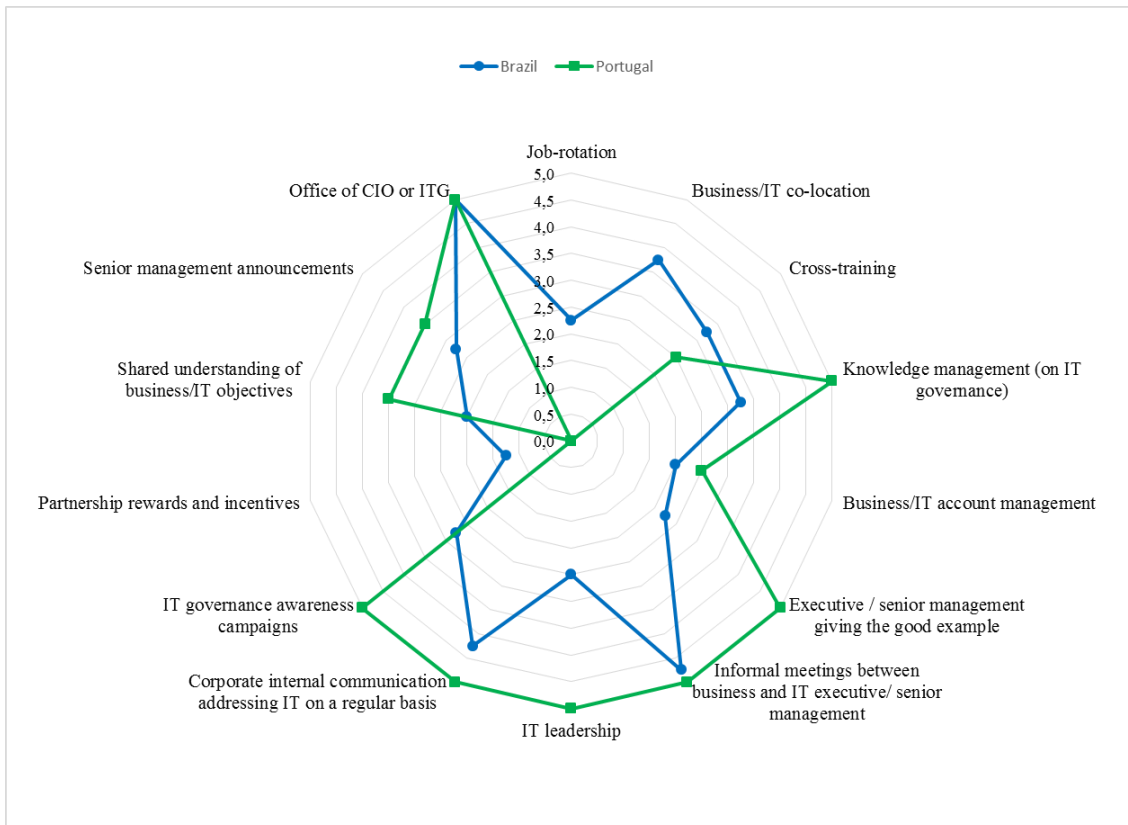 Brazil
Portugal
Job-rotation
Business/IT co-location
Cross-training
Knowledge management (on IT
governance)
Business/IT account management
Executive / senior management
giving the good example
Informal meetings between
business and IT executive/ senior
management
IT leadership
Corporate internal communication
addressing IT on a regular basis
IT governance awareness
campaigns
Partnership rewards and incentives
Shared understanding of
business/IT objectives
Senior management announcements
Office of CIO or ITG
5,0
4,5
4,0
3,5
3,0
2,5
2,0
1,5
1,0
0,5
0,0